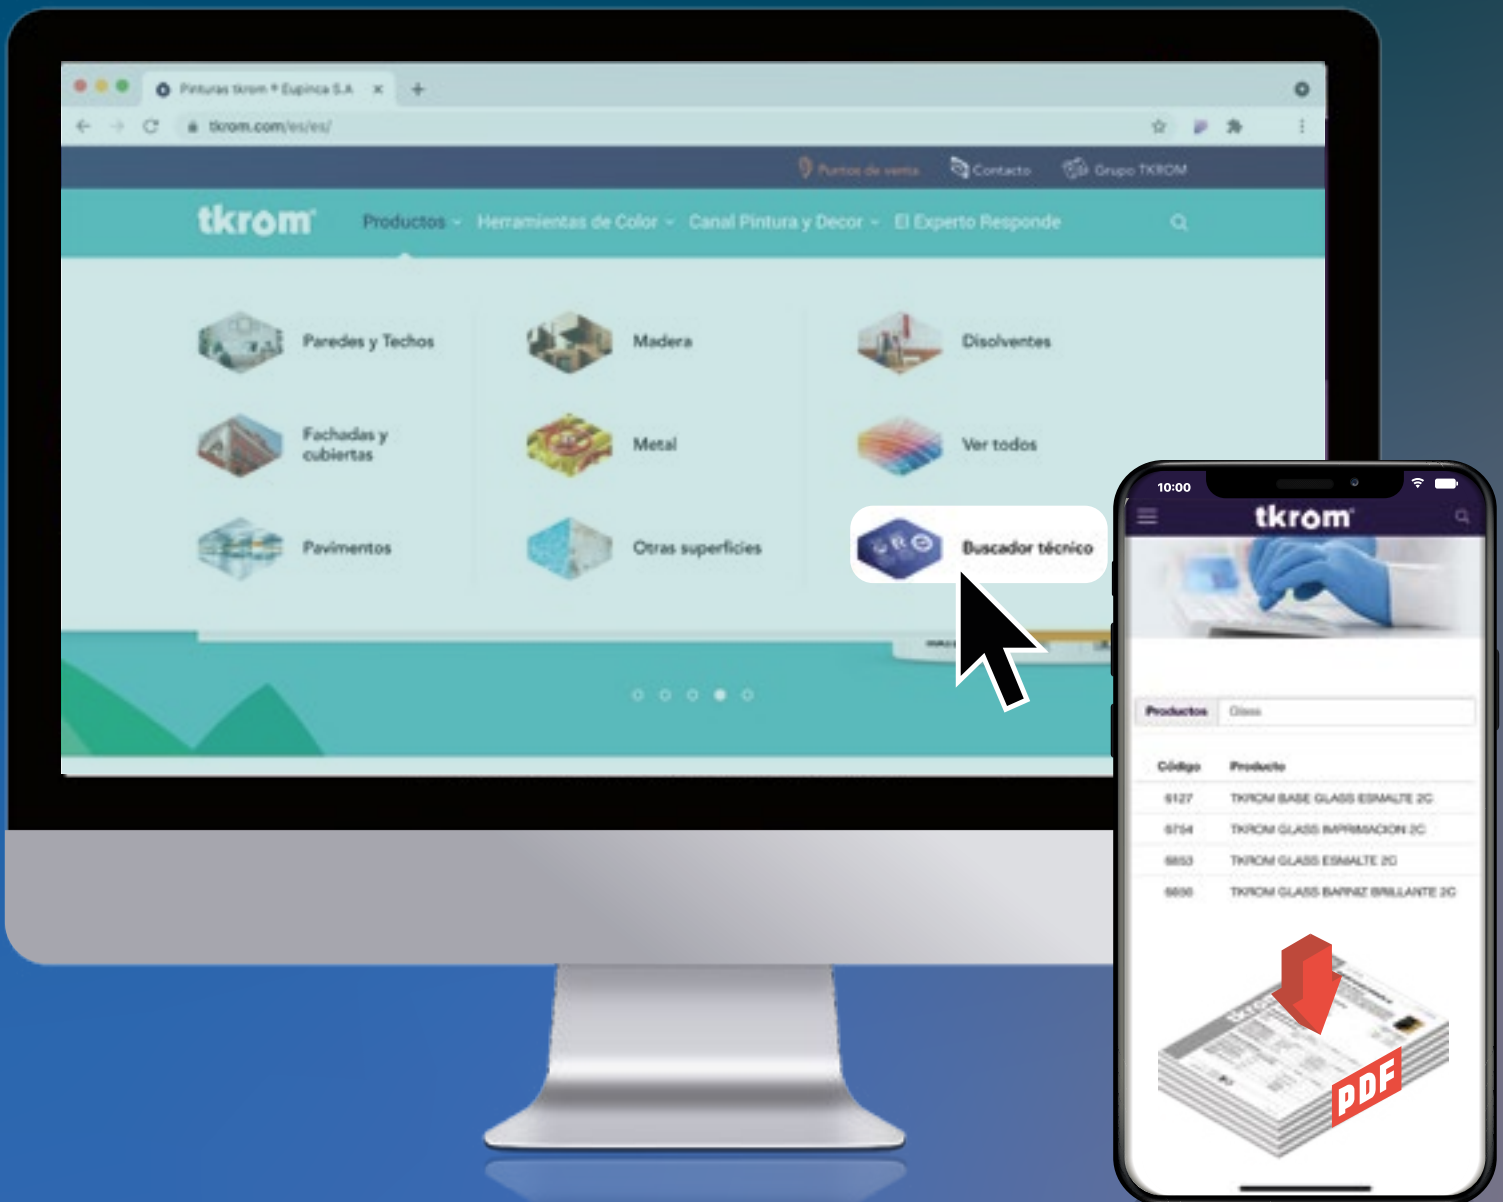 Pinturas tkrom ® Eupinca S.A
tkrom.com/es/es/
Puntos de venta
Contacto
Grupo TKROM
tkrom
Productos
Herramientas de Color
Canal Pintura y Decor
El Experto Responde
Paredes y Techos
Madera
Disolventes
Fachadas y
cubiertas
Metal
Ver todos
Pavimentos
Otras superficies
Buscador técnico
10:00
tkrom
Productos
Glass
Código Producto
6127 TKROM BASE GLASS ESMALTE 2C
6754 TKROM GLASS IMPRIMACION 2C
6853 TKROM GLASS ESMALTE 2C
TKROM GLASS BARNIZ BRILLANTE 2C
PDF